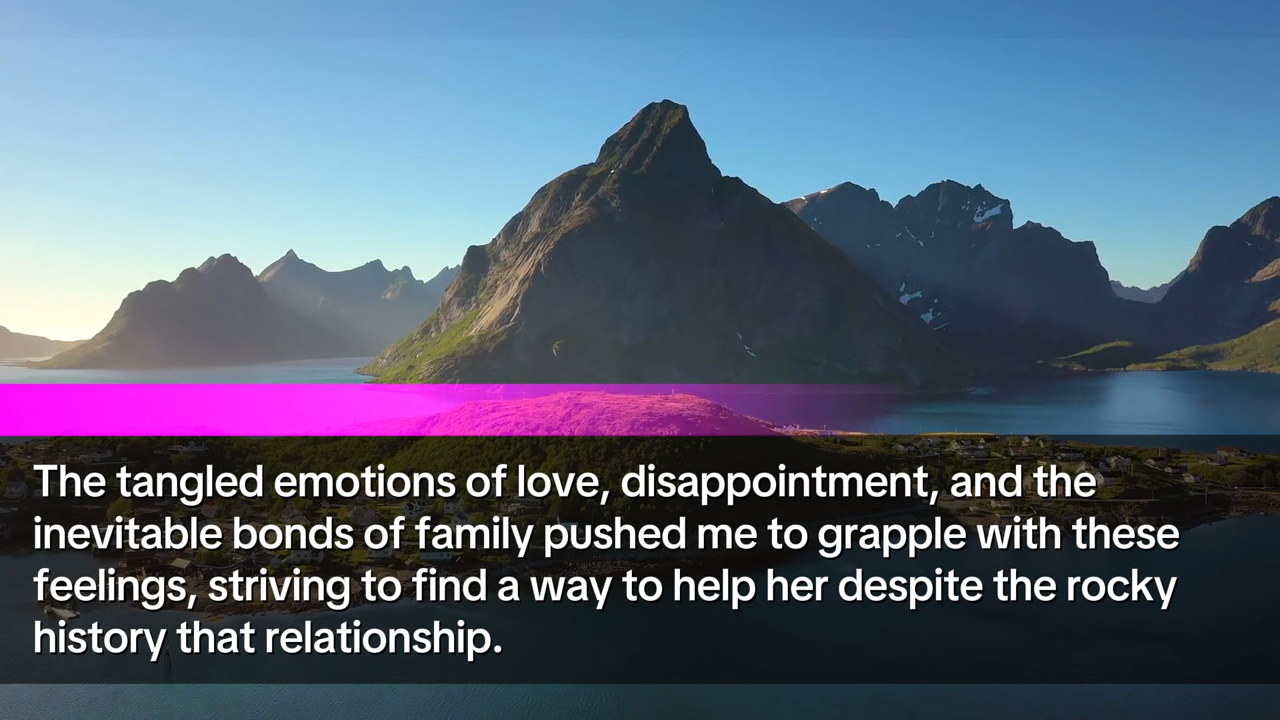 The tangled emotions of love, disappointment, and the
inevitable bonds of family pushed me to grapple with these
feelings, striving to find a way to help her despite the rocky
history that relationship.